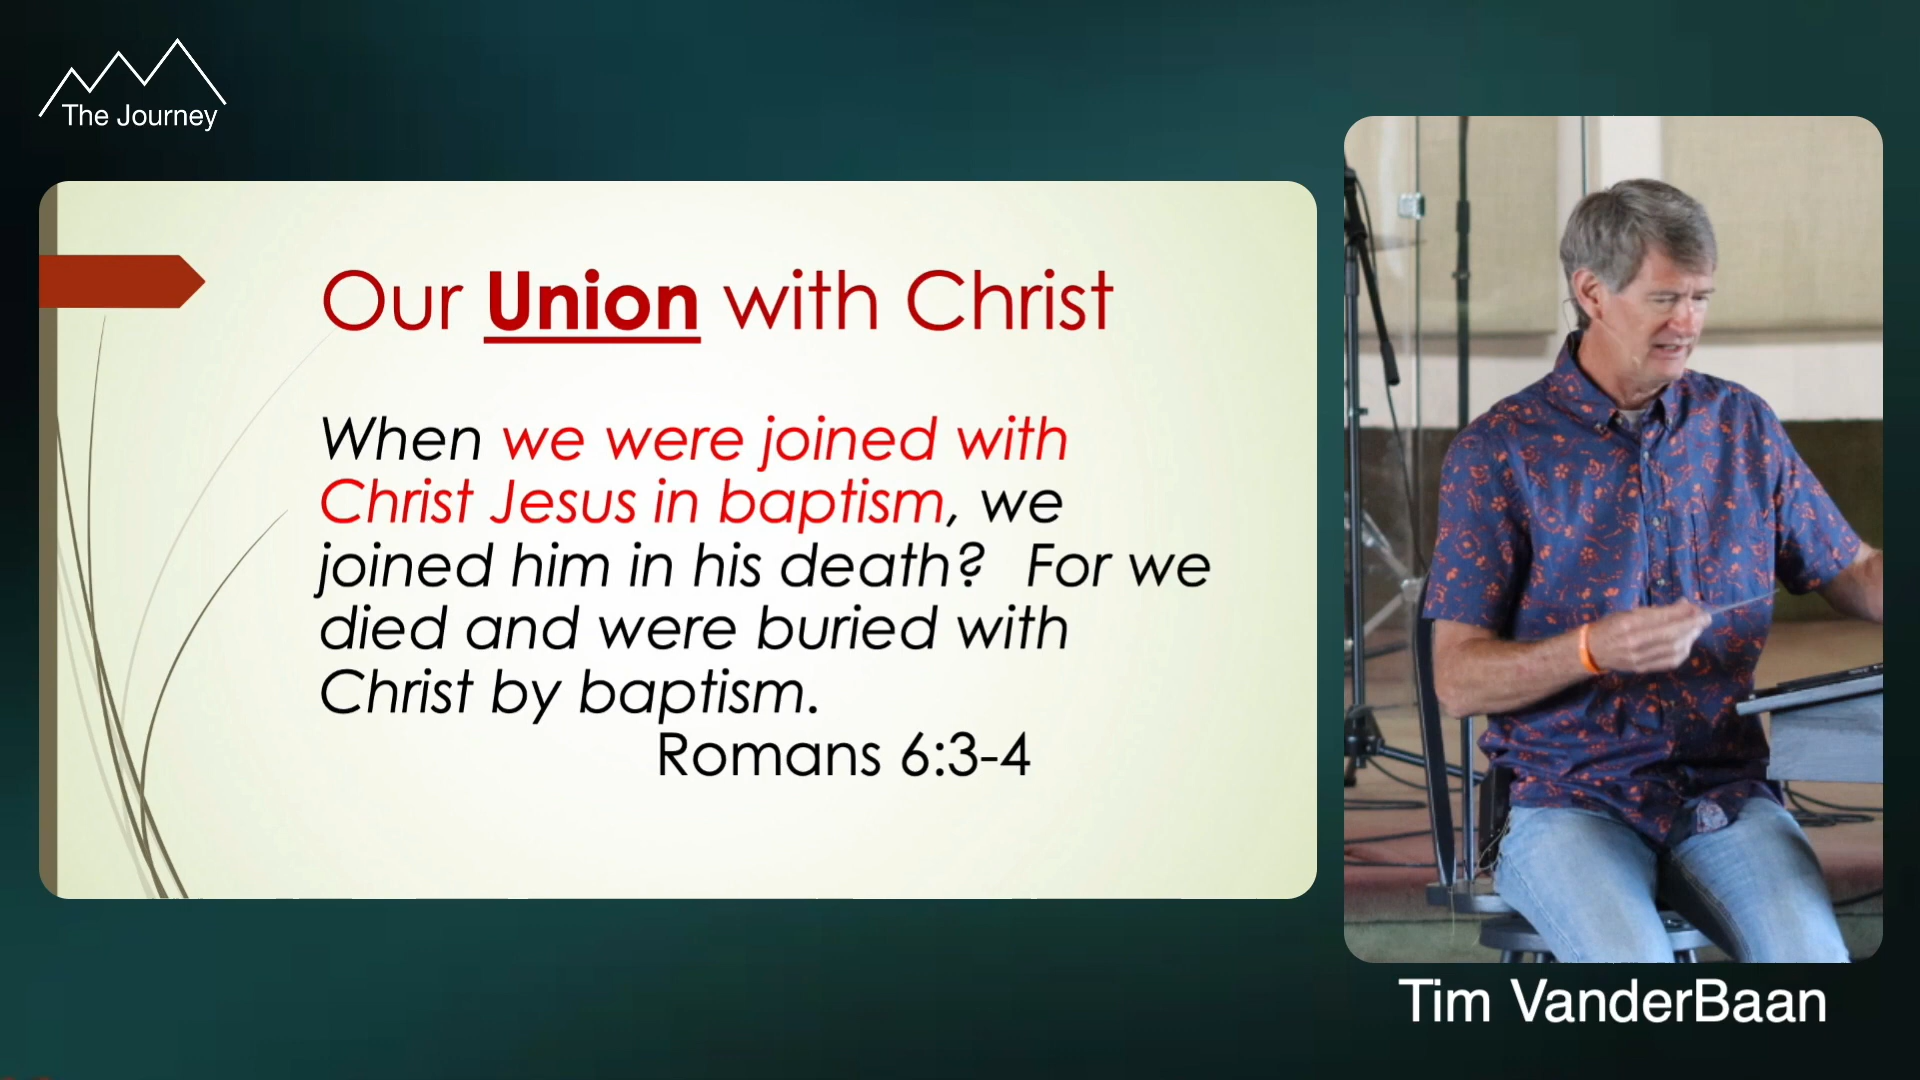 The Journey
Our Union with Christ
When we were joined with
Christ Jesus in baptism, we
joined him in his death?  For we
died and were buried with
Christ by baptism.
Romans 6:3-4
Tim VanderBaan